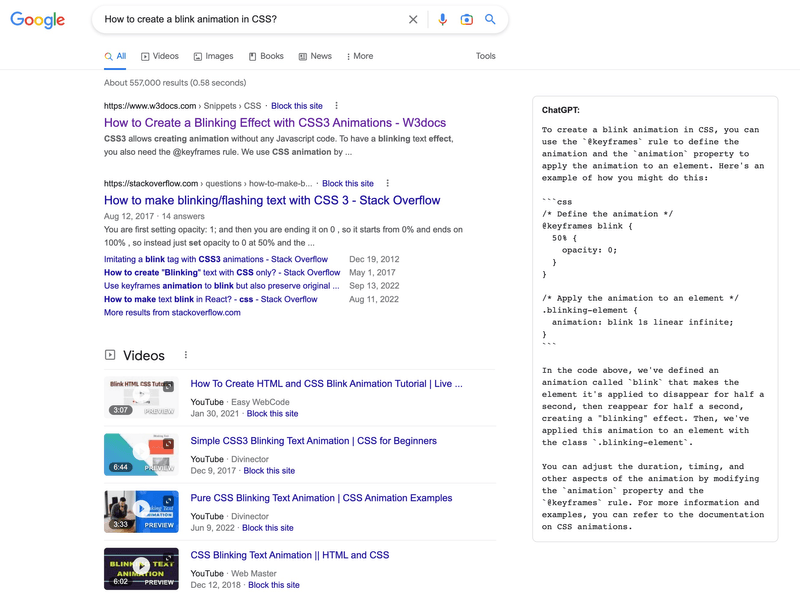 Google
How to create a blink animation in CSS?
All
Videos
Images
Books
News
More
Tools
About 557,000 results (0.58 seconds)
https://www.w3docs.com › Snippets › CSS · Block this site
How to Create a Blinking Effect with CSS3 Animations - W3docs
CSS3 allows creating animation without any Javascript code. To have a blinking text effect,
you also need the @keyframes rule. We use CSS animation by ...
https://stackoverflow.com › questions › how-to-make-b... · Block this site
How to make blinking/flashing text with CSS 3 - Stack Overflow
Aug 12, 2017 · 14 answers
You are first setting opacity: 1; and then you are ending it on 0 , so it starts from 0% and ends on
100% , so instead just set opacity to 0 at 50% and the ...
Imitating a blink tag with CSS3 animations - Stack Overflow Dec 19, 2012
How to create "Blinking" text with CSS only? - Stack Overflow May 1, 2017
Use keyframes animation to blink but also preserve original ... Sep 13, 2022
How to make text blink in React? - css - Stack Overflow Aug 11, 2022
More results from stackoverflow.com
Videos
Blink HTML CSS
3:07 PREVIEW
How To Create HTML and CSS Blink Animation Tutorial | Live ...
YouTube · Easy WebCode
Jan 30, 2021 · Block this site
6:44 PREVIEW
Simple CSS3 Blinking Text Animation | CSS for Beginners
YouTube · Divinector
Dec 9, 2017 · Block this site
3:33 PREVIEW
Pure CSS Blinking Text Animation | CSS Animation Examples
YouTube · Divinector
Jun 9, 2022 · Block this site
6:02 PREVIEW
CSS Blinking Text Animation || HTML and CSS
YouTube · Web Master
Dec 12, 2018 · Block this site
ChatGPT:
To create a blink animation in CSS, you can
use the `@keyframes` rule to define the
animation and the `animation` property to
apply the animation to an element. Here's an
example of how you might do this:
```css
/* Define the animation */
@keyframes blink {
50% {
opacity: 0;
}
}
/* Apply the animation to an element */
.blinking-element {
animation: blink 1s linear infinite;
}
```
In the code above, we've defined an
animation called `blink` that makes the
element it's applied to disappear for half a
second, then reappear for half a second,
creating a "blinking" effect. Then, we've
applied this animation to an element with
the class `.blinking-element`.
You can adjust the duration, timing, and
other aspects of the animation by modifying
the `animation` property and the
`@keyframes` rule. For more information and
examples, you can refer to the documentation
on CSS animations.